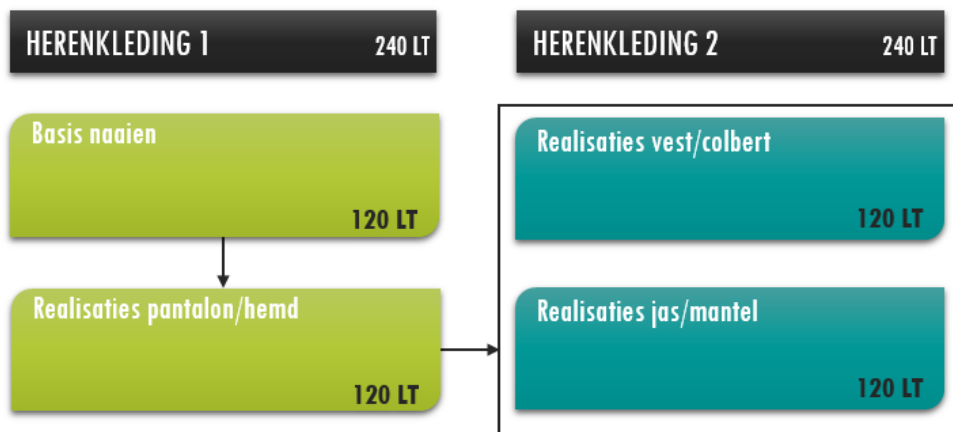 HERENKLEDING 1 240 LT
Basis naaien
120 LT
Realisaties pantalon/hemd
120 LT
HERENKLEDING 2 240 LT
Realisaties vest/colbert
120 LT
Realisaties jas/mantel
120 LT